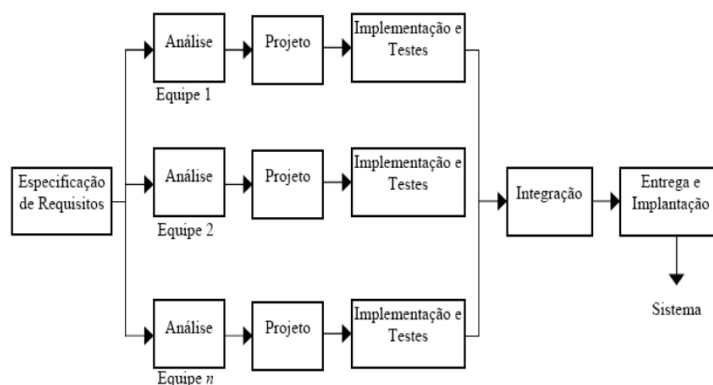 Análise
Projeto
Implementação e
Testes
Equipe 1
Especificação
de Requisitos
Análise
Projeto
Implementação e
Testes
Equipe 2
Integração
Entrega e
Implantação
Sistema
Análise
Projeto
Implementação e
Testes
Equipe n